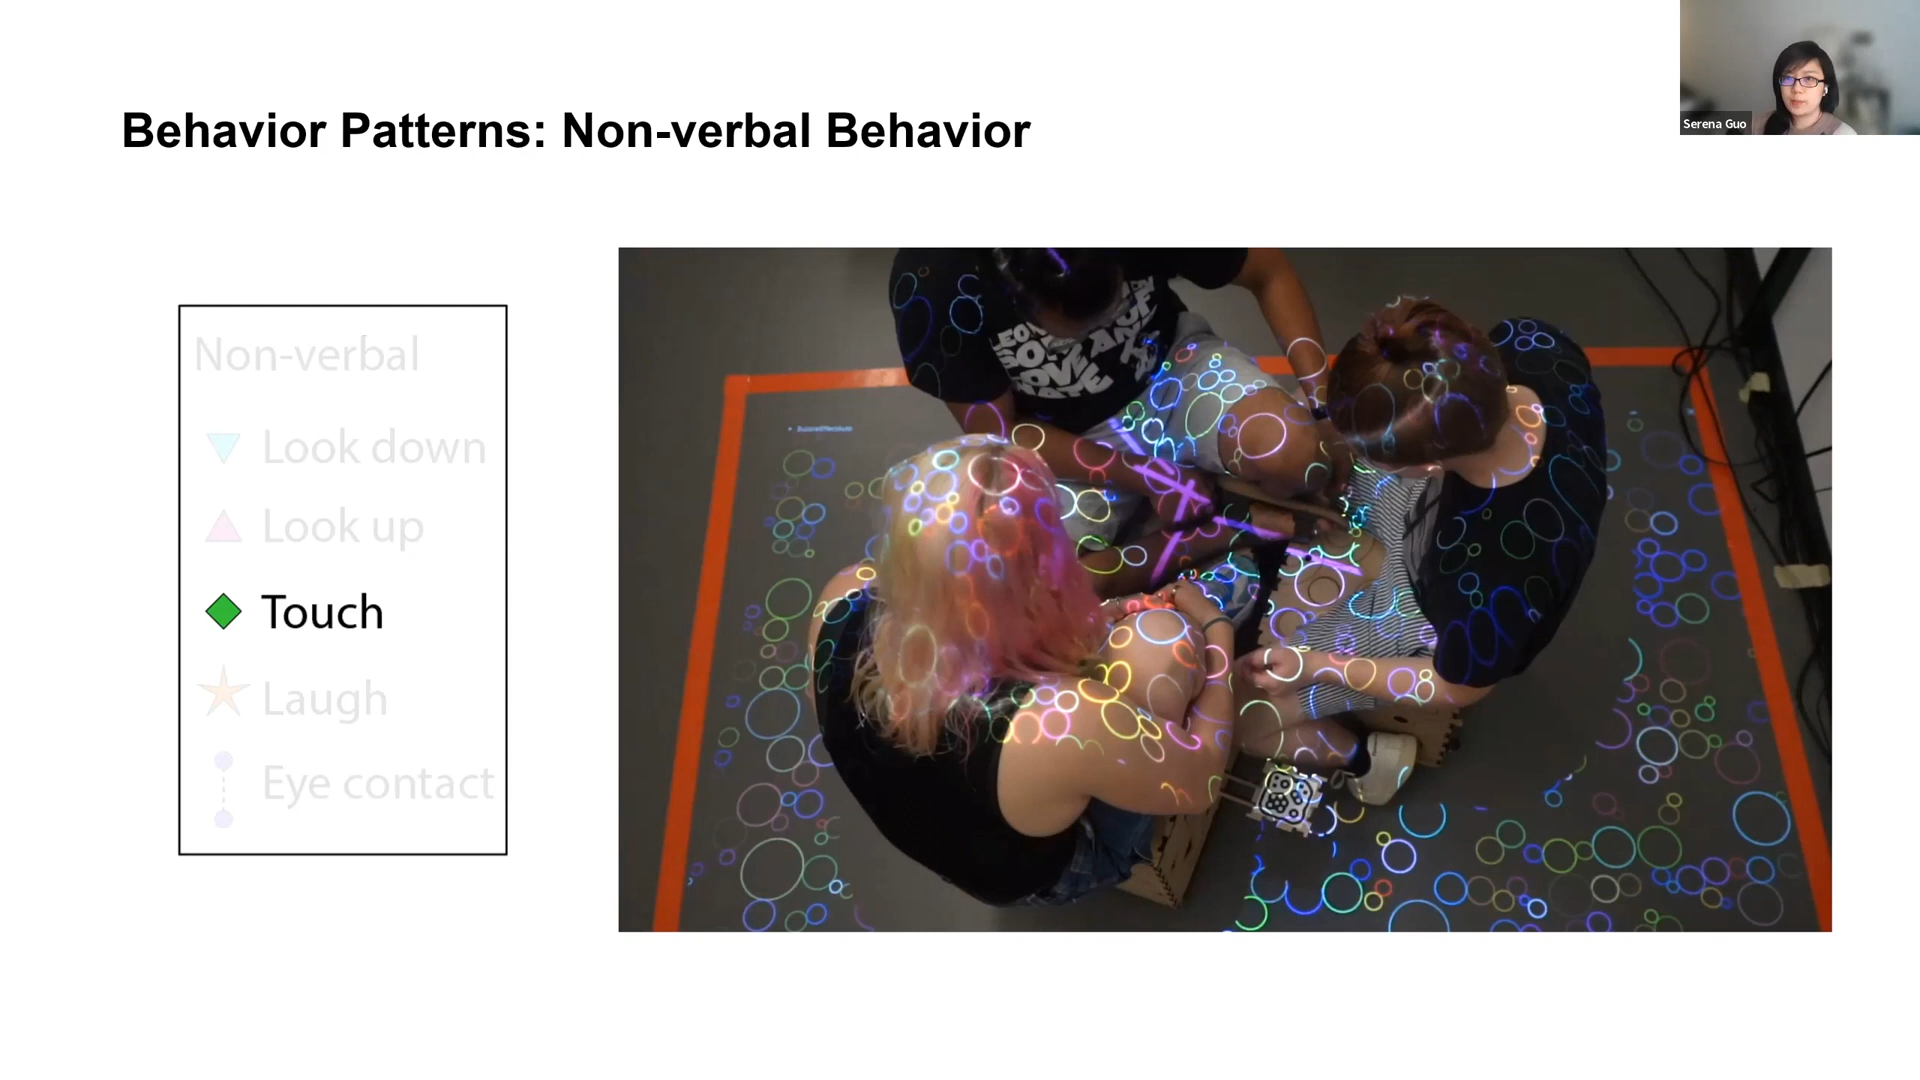 Serena Guo
Behavior Patterns: Non-verbal Behavior
Non-verbal
Look down
Look up
Touch
Laugh
Eye contact